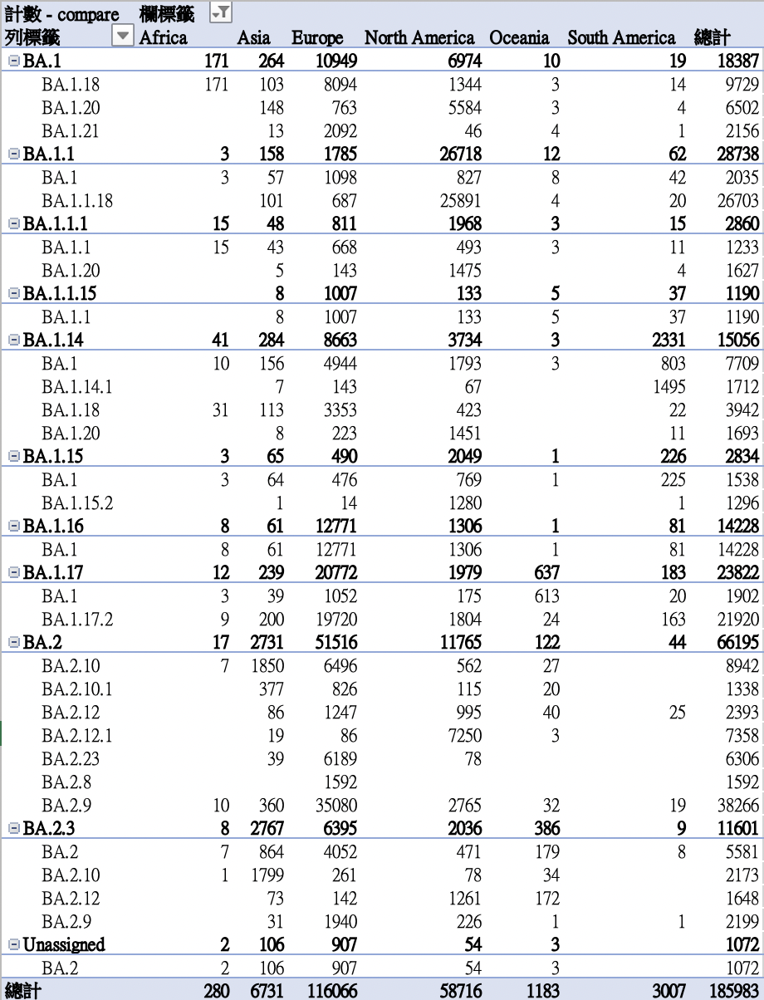 計數 - compare 欄標籤
列標籤 Africa Asia Europe North America Oceania South America 總計
BA.1 171 264 10949 6974 10 19 18387
BA.1.18 171 103 8094 1344 3 14 9729
BA.1.20 148 763 5584 3 4 6502
BA.1.21 13 2092 46 4 1 2156
BA.1.1 3 158 1785 26718 12 62 28738
BA.1 3 57 1098 827 8 42 2035
BA.1.1.18 101 687 25891 4 20 26703
BA.1.1.1 15 48 811 1968 3 15 2860
BA.1.1 15 43 668 493 3 11 1233
BA.1.20 5 143 1475 4 1627
BA.1.1.15 8 1007 133 5 37 1190
BA.1.1 8 1007 133 5 37 1190
BA.1.14 41 284 8663 3734 3 2331 15056
BA.1 10 156 4944 1793 3 803 7709
BA.1.14.1 7 143 67 1495 1712
BA.1.18 31 113 3353 423 22 3942
BA.1.20 8 223 1451 11 1693
BA.1.15 3 65 490 2049 1 226 2834
BA.1 3 64 476 769 1 225 1538
BA.1.15.2 1 14 1280 1 1296
BA.1.16 8 61 12771 1306 1 81 14228
BA.1 8 61 12771 1306 1 81 14228
BA.1.17 12 239 20772 1979 637 183 23822
BA.1 3 39 1052 175 613 20 1902
BA.1.17.2 9 200 19720 1804 24 163 21920
BA.2 17 2731 51516 11765 122 44 66195
BA.2.10 7 1850 6496 562 27 8942
BA.2.10.1 377 826 115 20 1338
BA.2.12 86 1247 995 40 25 2393
BA.2.12.1 19 86 7250 3 7358
BA.2.23 39 6189 78 6306
BA.2.8 1592 1592
BA.2.9 10 360 35080 2765 32 19 38266
BA.2.3 8 2767 6395 2036 386 9 11601
BA.2 7 864 4052 471 179 8 5581
BA.2.10 1 1799 261 78 34 2173
BA.2.12 73 142 1261 172 1648
BA.2.9 31 1940 226 1 1 2199
Unassigned 2 106 907 54 3 1072
BA.2 2 106 907 54 3 1072
總計 280 6731 116066 58716 1183 3007 185983